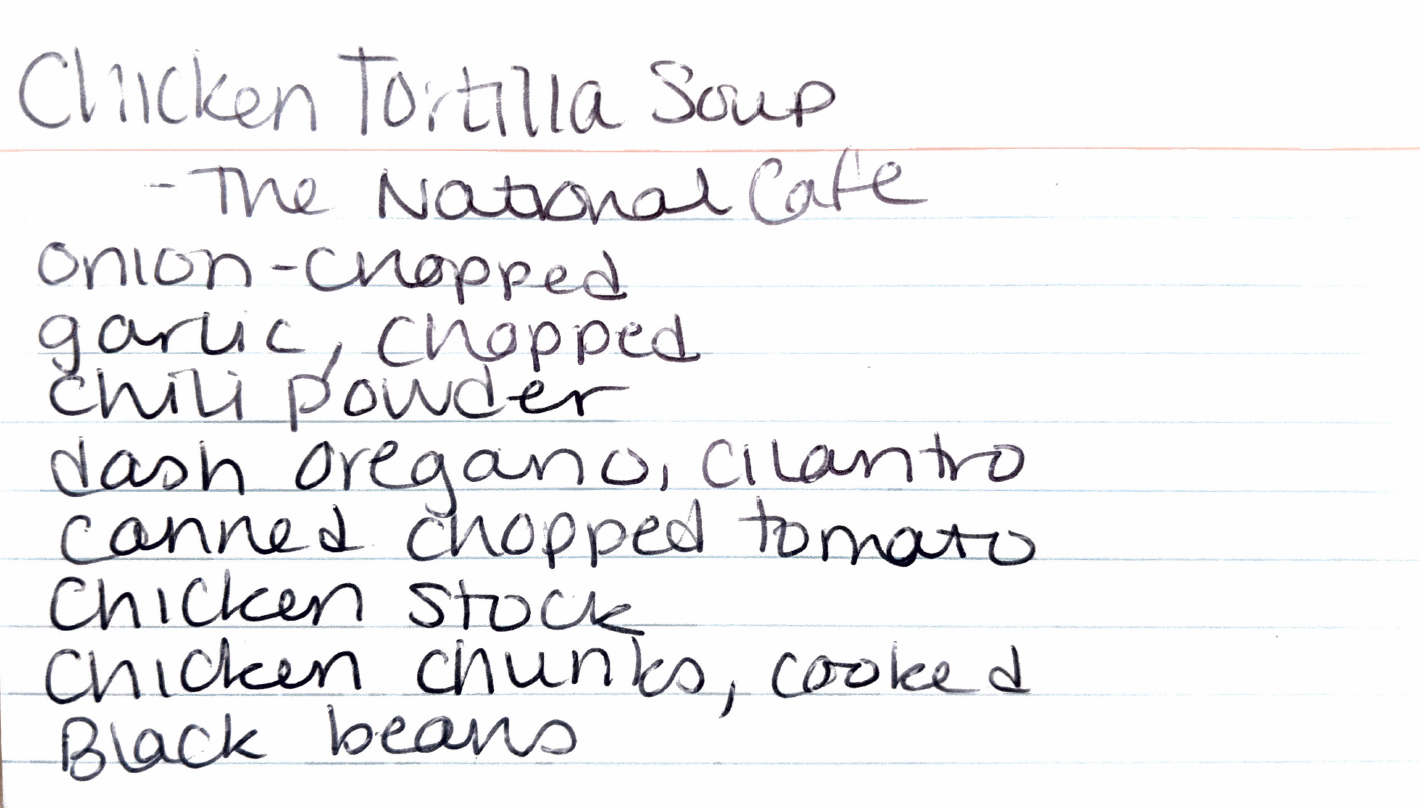 Chicken Tortilla Soup
- The National Cafe
onion-chopped
garlic, chopped
chili powder
dash oregano, cilantro
canned chopped tomato
Chicken stock
Chicken chunks, cooked
Black beans